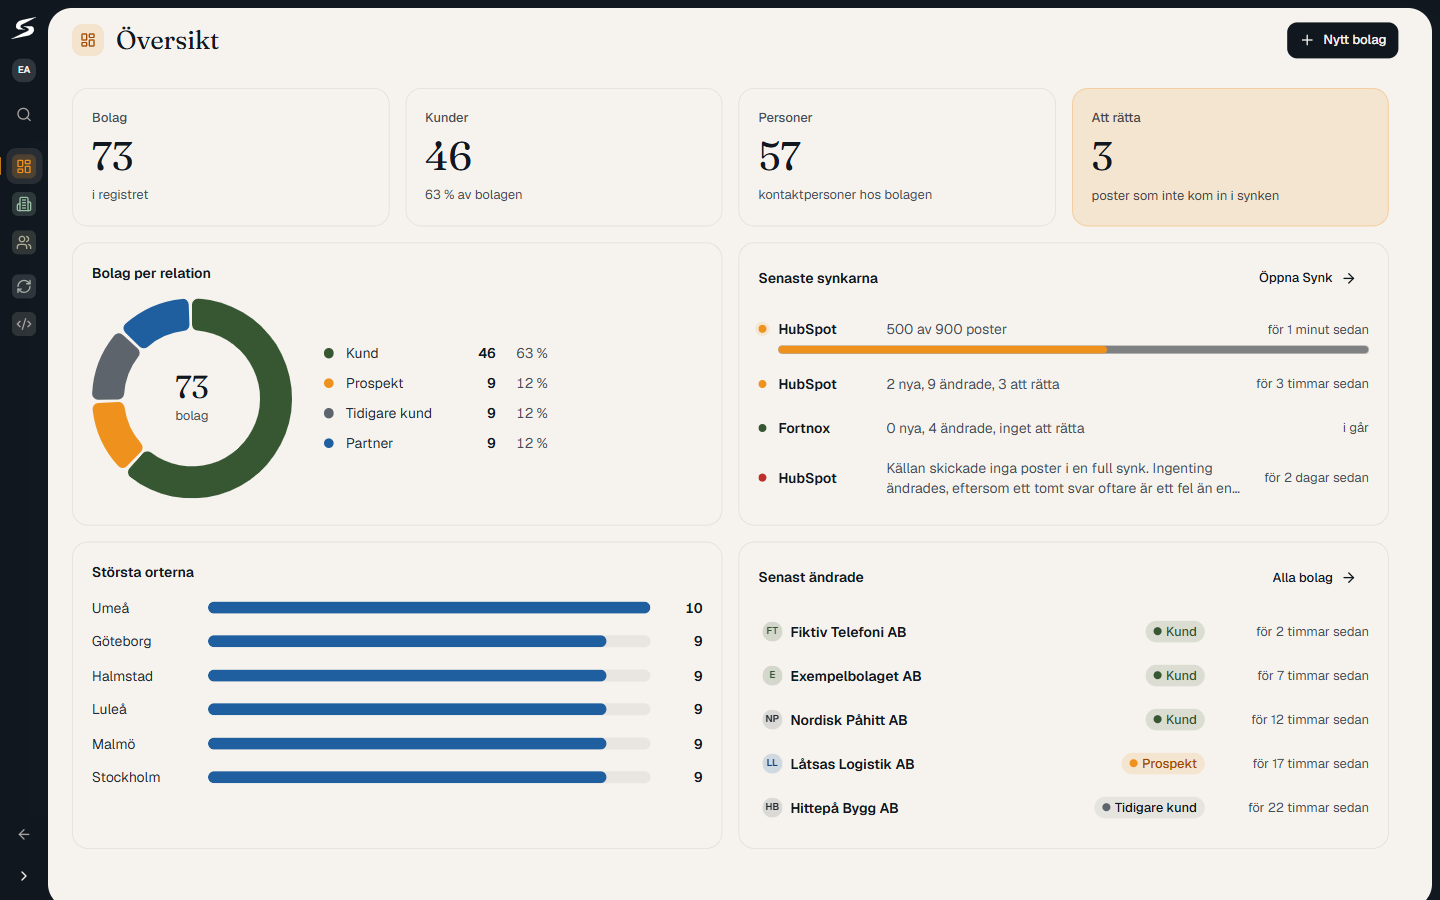 Översikt
Nytt bolag
EA
Bolag
73
i registret
Kunder
46
63 % av bolagen
Personer
57
kontaktpersoner hos bolagen
Att rätta
3
poster som inte kom in i synken
Bolag per relation
73
bolag
Kund 46 63 %
Prospekt 9 12 %
Tidigare kund 9 12 %
Partner 9 12 %
Senaste synkarna
Öppna Synk
HubSpot 500 av 900 poster för 1 minut sedan
HubSpot 2 nya, 9 ändrade, 3 att rätta för 3 timmar sedan
Fortnox 0 nya, 4 ändrade, inget att rätta i går
HubSpot Källan skickade inga poster i en full synk. Ingenting
ändrades, eftersom ett tomt svar oftare är ett fel än en... för 2 dagar sedan
Största orterna
Umeå 10
Göteborg 9
Halmstad 9
Luleå 9
Malmö 9
Stockholm 9
Senast ändrade
Alla bolag
FT Fiktiv Telefoni AB Kund för 2 timmar sedan
E Exempelbolaget AB Kund för 7 timmar sedan
NP Nordisk Påhitt AB Kund för 12 timmar sedan
LL Låtsas Logistik AB Prospekt för 17 timmar sedan
HB Hittepå Bygg AB Tidigare kund för 22 timmar sedan